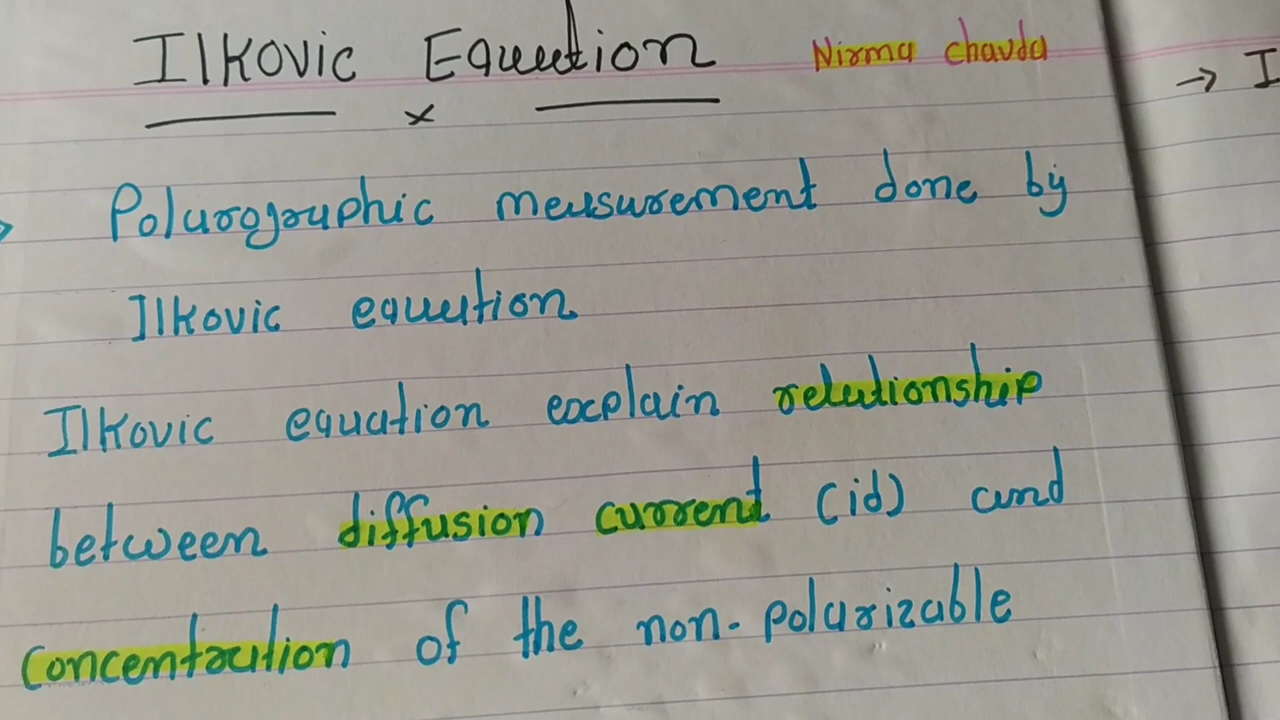 Ilkovic Equation Nirma chavda
Polarographic measurement done by
Ilkovic equation
Ilkovic equation explain relationship
between diffusion current (id) and
concentration of the non-polarizable
→ I